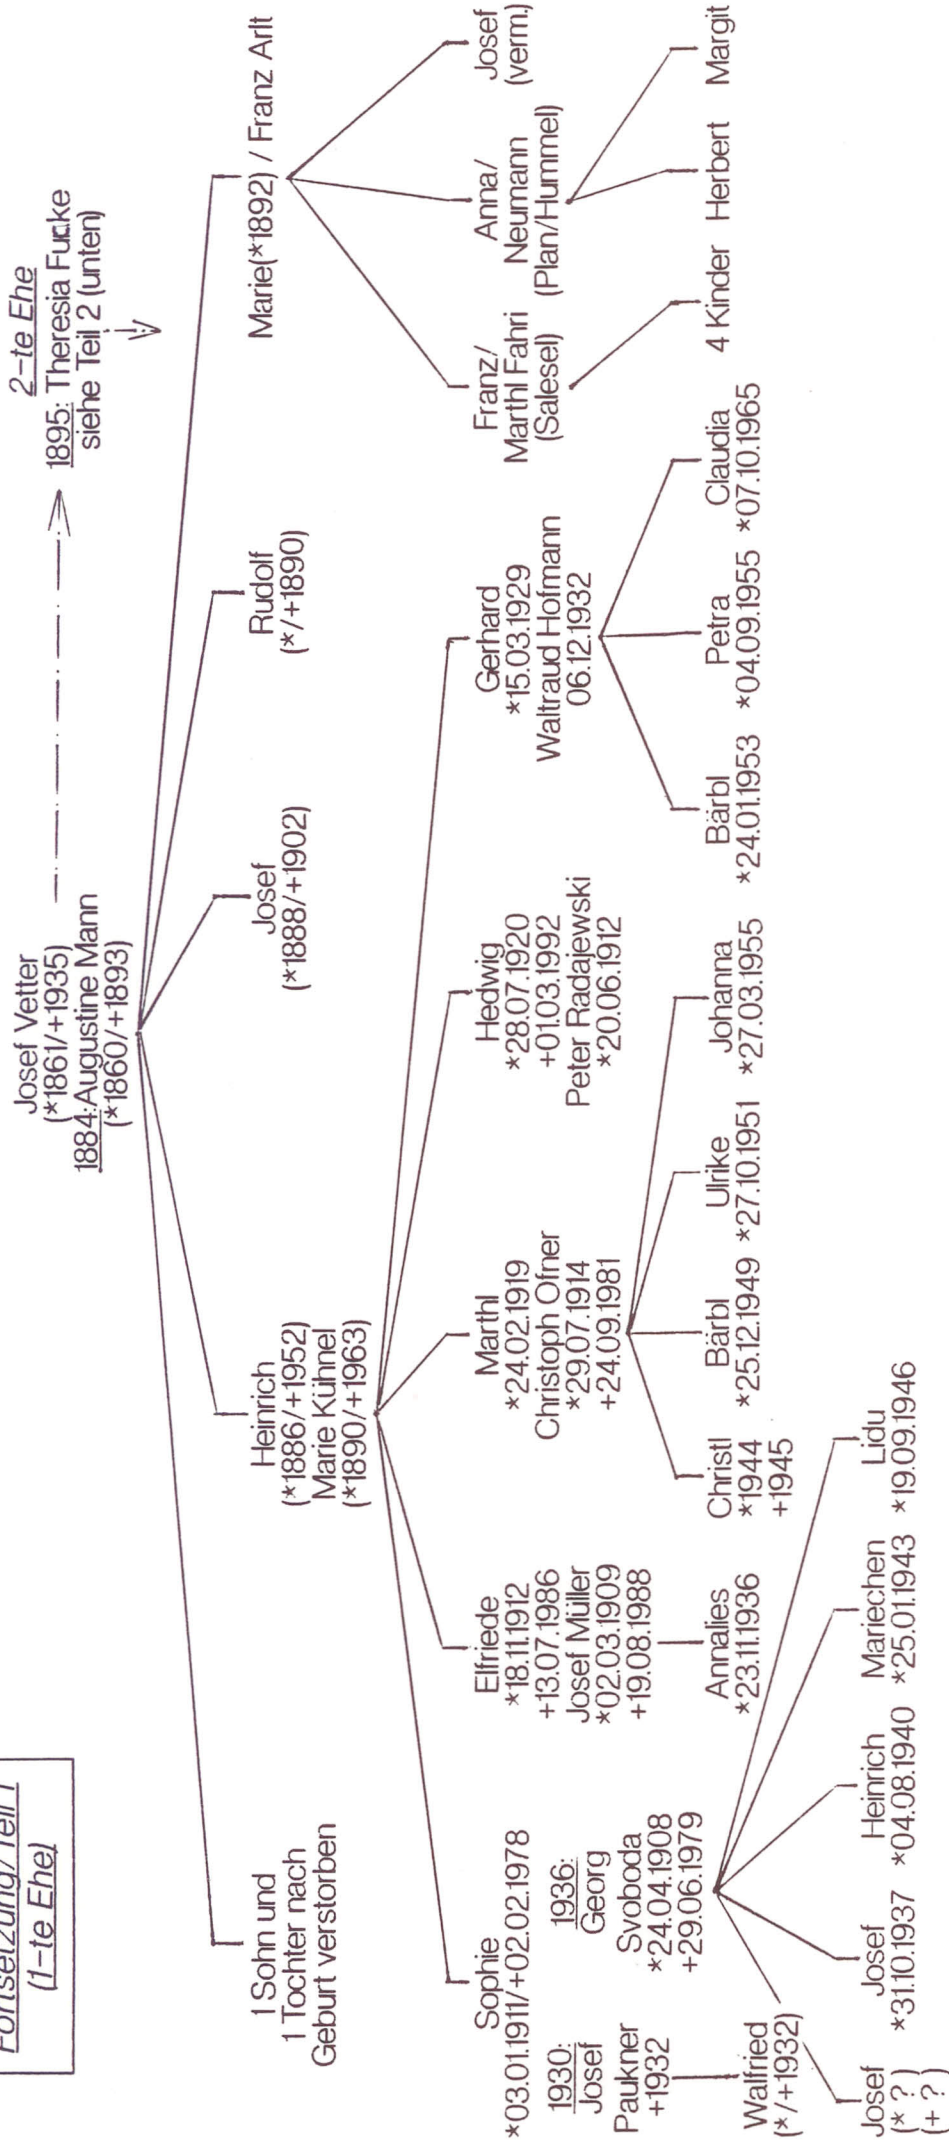 Fortsetzung/Teil 1
(1-te Ehe)
Josef Vetter
(*1861/+1935)
1884:Augustine Mann
(*1860/+1893)
2-te Ehe
1895: Theresia Fucke
siehe Teil 2 (unten)
1 Sohn und
1 Tochter nach
Geburt verstorben
Heinrich
(*1886/+1952)
Marie Kühnel
(*1890/+1963)
Josef
(*1888/+1902)
Rudolf
(*/+1890)
Marie(*1892) / Franz Arlt
Sophie
*03.01.1911/+02.02.1978
1930:
Josef
Paukner
+1932
1936:
Georg
Svoboda
*24.04.1908
+29.06.1979
Elfriede
*18.11.1912
+13.07.1986
Josef Müller
*02.03.1909
+19.08.1988
Marthl
*24.02.1919
Christoph Ofner
*29.07.1914
+24.09.1981
Hedwig
*28.07.1920
+01.03.1992
Peter Radajewski
*20.06.1912
Gerhard
*15.03.1929
Waltraud Hofmann
06.12.1932
Franz/
Marthl Fahri
(Salesel)
Anna/
Neumann
(Plan/Hummel)
Josef
(verm.)
Walfried
(*/+1932)
Annalies
*23.11.1936
Christl
*1944
+1945
Bärbl
*25.12.1949
Ulrike
*27.10.1951
Johanna
*27.03.1955
Bärbl
*24.01.1953
Petra
*04.09.1955
Claudia
*07.10.1965
4 Kinder
Herbert
Margit
Josef
(* ? )
(+ ? )
Josef
*31.10.1937
Heinrich
*04.08.1940
Mariechen
*25.01.1943
Lidu
*19.09.1946